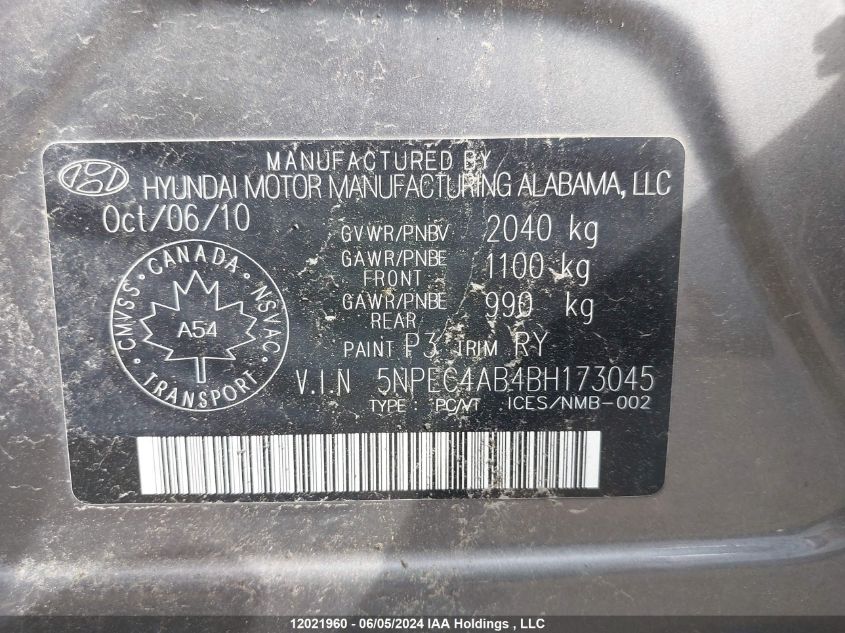 MANUFACTURED BY
HYUNDAI MOTOR MANUFACTURING ALABAMA, LLC
Oct/06/10
GVWR/PNBV 2040 kg
GAWR/PNBE FRONT 1100 kg
GAWR/PNBE REAR 990 kg
PAINT P3 TRIM RY
V.I.N 5NPEC4AB4BH173045
TYPE : PC/VT ICES/NMB-002
CMVSS • CANADA • NSVAC •
A54
TRANSPORT
12021960 - 06/05/2024 IAA Holdings , LLC